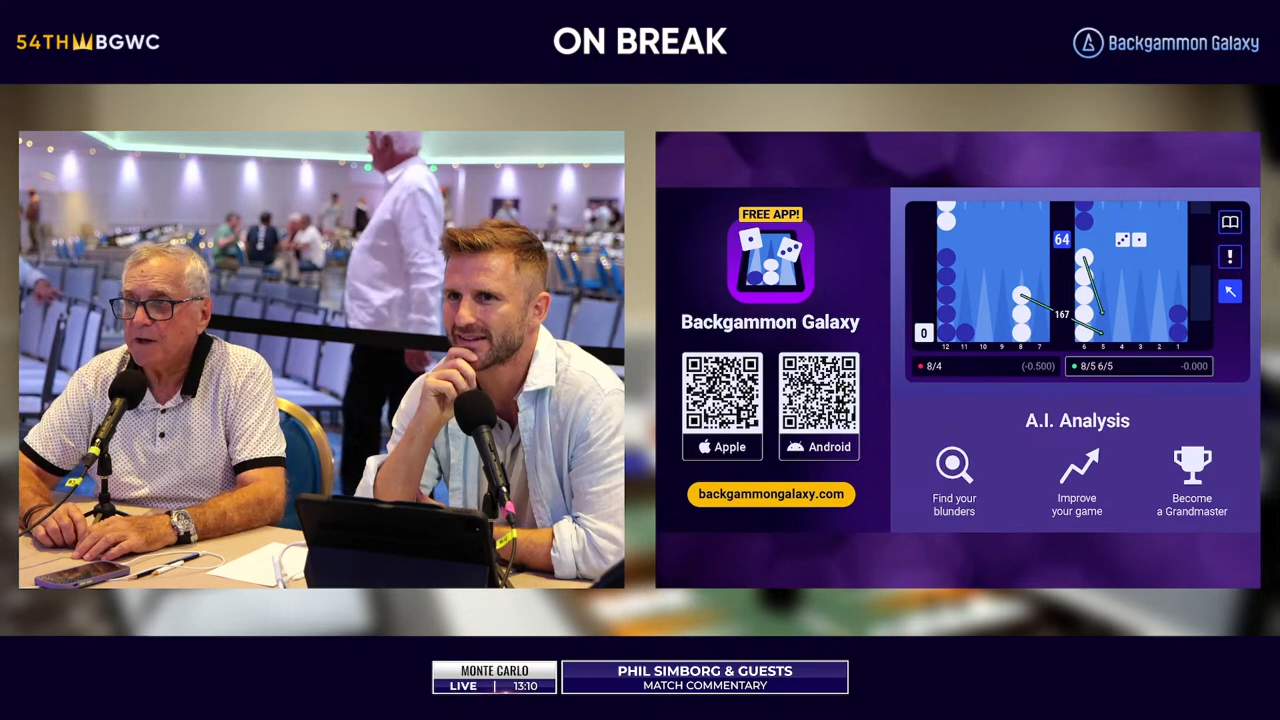 54TH BGWC
ON BREAK
Backgammon Galaxy
FREE APP!
Backgammon Galaxy
Apple
Android
backgammongalaxy.com
64
167
0
12 11 10 9 8 7 6 5 4 3 2 1
8/4 (-0.500)
8/5 6/5 -0.000
A.I. Analysis
Find your
blunders
Improve
your game
Become
a Grandmaster
MONTE CARLO
LIVE 13:10
PHIL SIMBORG & GUESTS
MATCH COMMENTARY